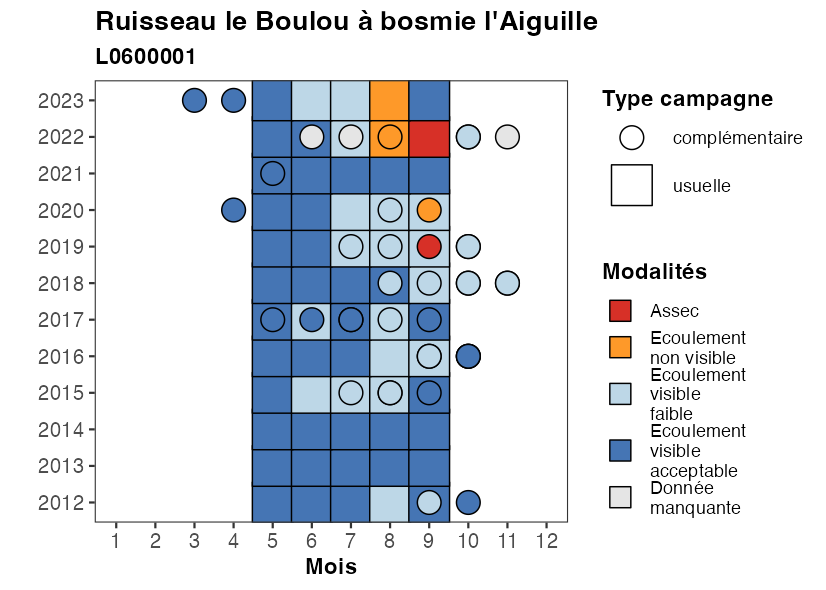 Ruisseau le Boulou à bosmie l'Aiguille
L0600001
2023
2022
2021
2020
2019
2018
2017
2016
2015
2014
2013
2012
1 2 3 4 5 6 7 8 9 10 11 12
Mois
Type campagne
complémentaire
usuelle
Modalités
Assec
Ecoulement
non visible
Ecoulement
visible
faible
Ecoulement
visible
acceptable
Donnée
manquante